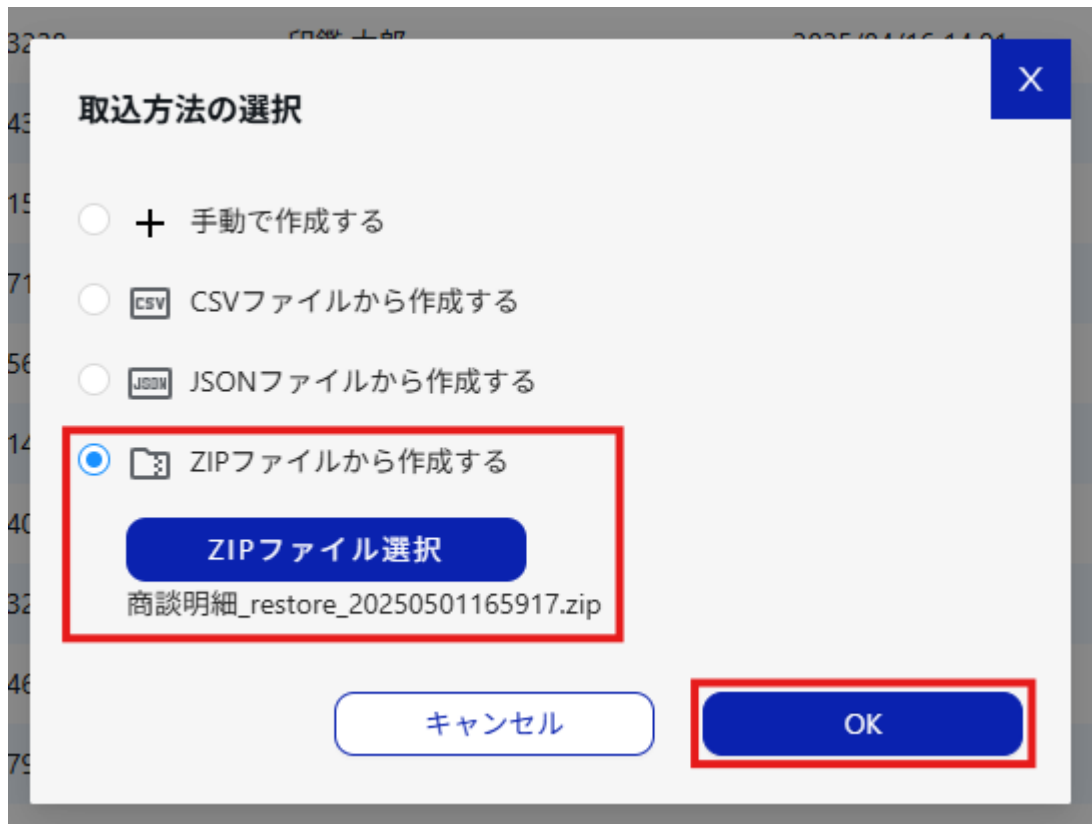 取込方法の選択
X
手動で作成する
CSV CSVファイルから作成する
JSON JSONファイルから作成する
ZIPファイルから作成する
ZIPファイル選択
商談明細_restore_20250501165917.zip
キャンセル
OK